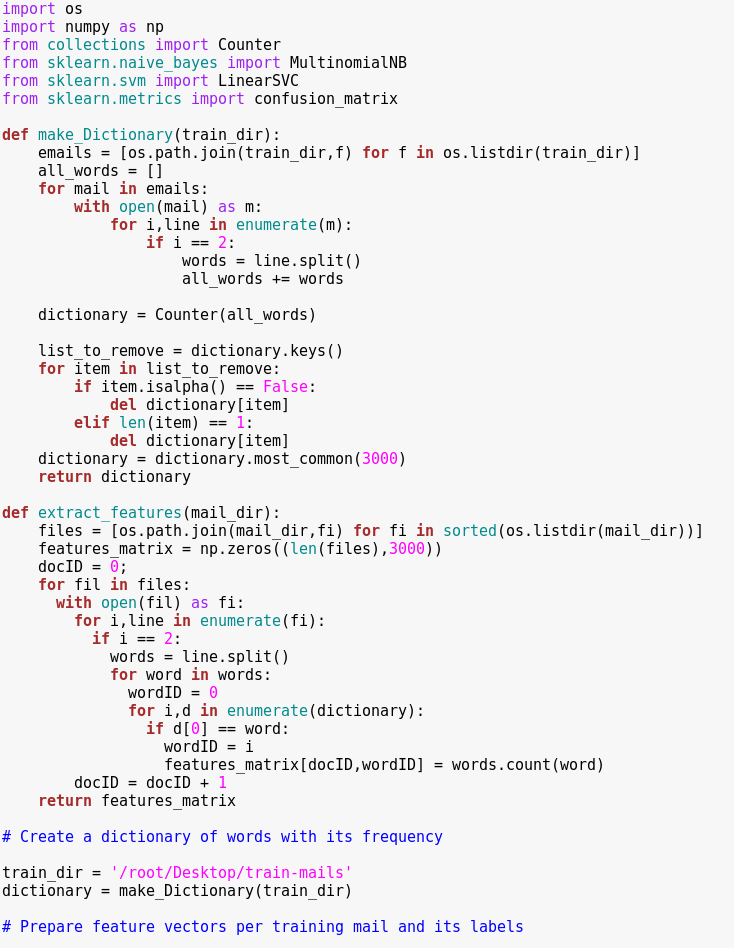 import os
import numpy as np
from collections import Counter
from sklearn.naive_bayes import MultinomialNB
from sklearn.svm import LinearSVC
from sklearn.metrics import confusion_matrix

def make_Dictionary(train_dir):
    emails = [os.path.join(train_dir,f) for f in os.listdir(train_dir)]
    all_words = []
    for mail in emails:
        with open(mail) as m:
            for i,line in enumerate(m):
                if i == 2:
                    words = line.split()
                    all_words += words

    dictionary = Counter(all_words)

    list_to_remove = dictionary.keys()
    for item in list_to_remove:
        if item.isalpha() == False:
            del dictionary[item]
        elif len(item) == 1:
            del dictionary[item]
    dictionary = dictionary.most_common(3000)
    return dictionary

def extract_features(mail_dir):
    files = [os.path.join(mail_dir,fi) for fi in sorted(os.listdir(mail_dir))]
    features_matrix = np.zeros((len(files),3000))
    docID = 0;
    for fil in files:
      with open(fil) as fi:
        for i,line in enumerate(fi):
          if i == 2:
            words = line.split()
            for word in words:
              wordID = 0
              for i,d in enumerate(dictionary):
                if d[0] == word:
                  wordID = i
                  features_matrix[docID,wordID] = words.count(word)
        docID = docID + 1
    return features_matrix

# Create a dictionary of words with its frequency

train_dir = '/root/Desktop/train-mails'
dictionary = make_Dictionary(train_dir)

# Prepare feature vectors per training mail and its labels